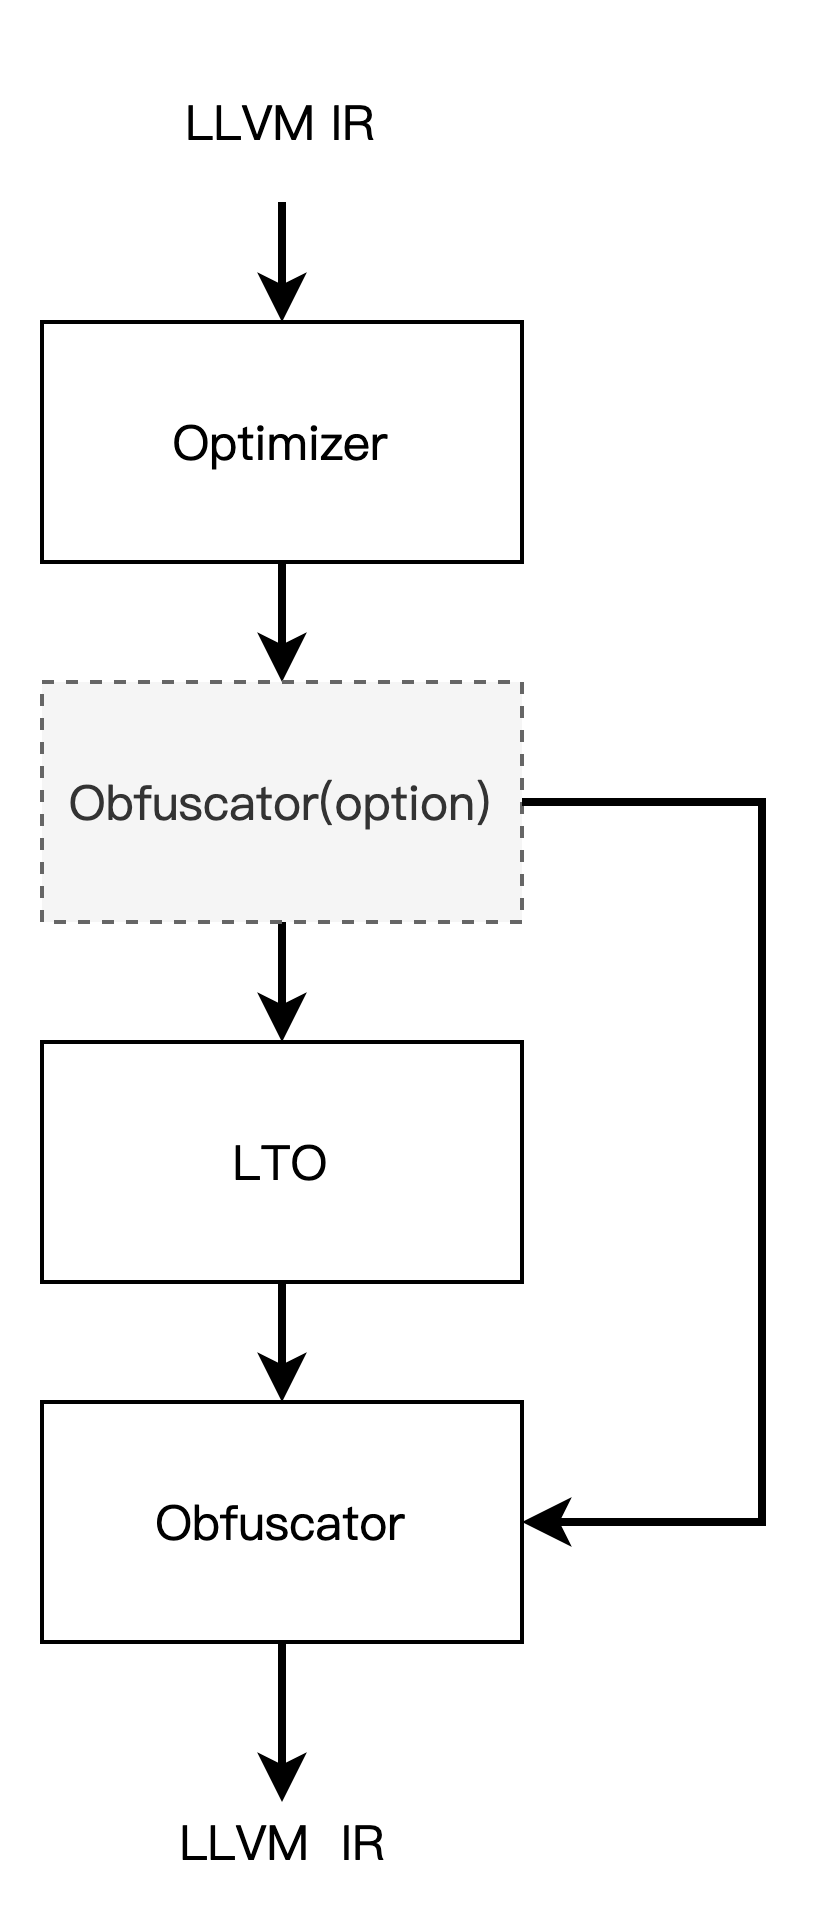 LLVM IR
Optimizer
Obfuscator(option)
LTO
Obfuscator
LLVM IR